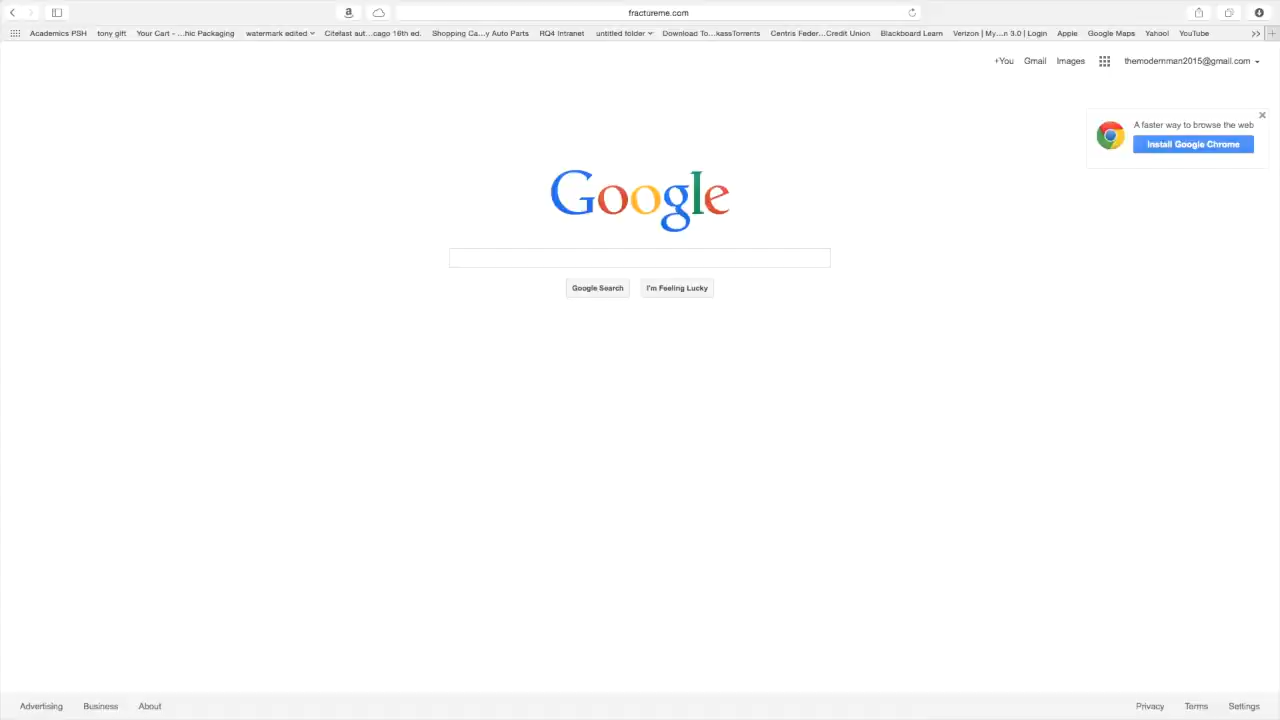 a fractureme.com
Academics PSH tony gift Your Cart - ...hic Packaging watermark edited Citefast aut...cago 16th ed. Shopping Ca...y Auto Parts RQ4 Intranet untitled folder Download To...kassTorrents Centris Feder...Credit Union Blackboard Learn Verizon | My...n 3.0 | Login Apple Google Maps Yahoo! YouTube
+You Gmail Images themodernman2015@gmail.com
A faster way to browse the web
Install Google Chrome
Google
Google Search I'm Feeling Lucky
Advertising Business About Privacy Terms Settings